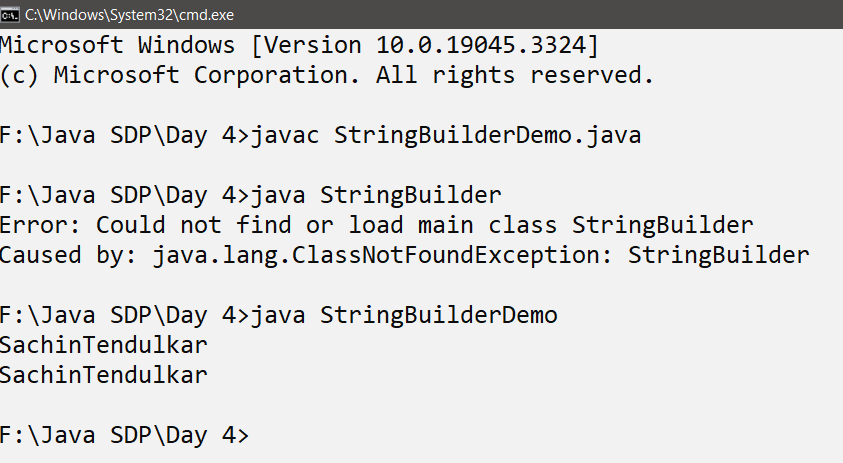 C:\Windows\System32\cmd.exe
Microsoft Windows [Version 10.0.19045.3324]
(c) Microsoft Corporation. All rights reserved.
F:\Java SDP\Day 4>javac StringBuilderDemo.java
F:\Java SDP\Day 4>java StringBuilder
Error: Could not find or load main class StringBuilder
Caused by: java.lang.ClassNotFoundException: StringBuilder
F:\Java SDP\Day 4>java StringBuilderDemo
SachinTendulkar
SachinTendulkar
F:\Java SDP\Day 4>